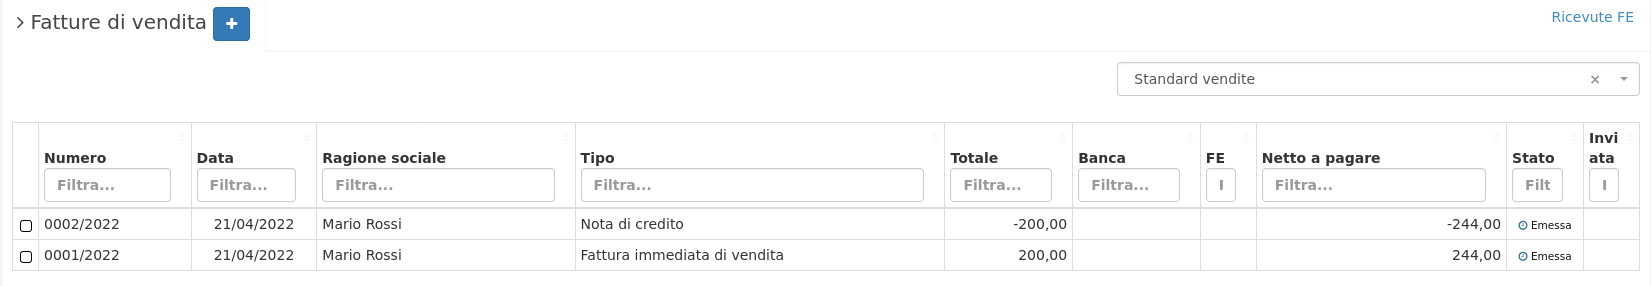 Fatture di vendita +
Ricevute FE
Standard vendite × 
Numero Data Ragione sociale Tipo Totale Banca FE Netto a pagare Stato Inviata
Filtra... Filtra... Filtra... Filtra... Filtra... Filtra... Filtra... Filt
0002/2022 21/04/2022 Mario Rossi Nota di credito -200,00 -244,00 Emessa
0001/2022 21/04/2022 Mario Rossi Fattura immediata di vendita 200,00 244,00 Emessa